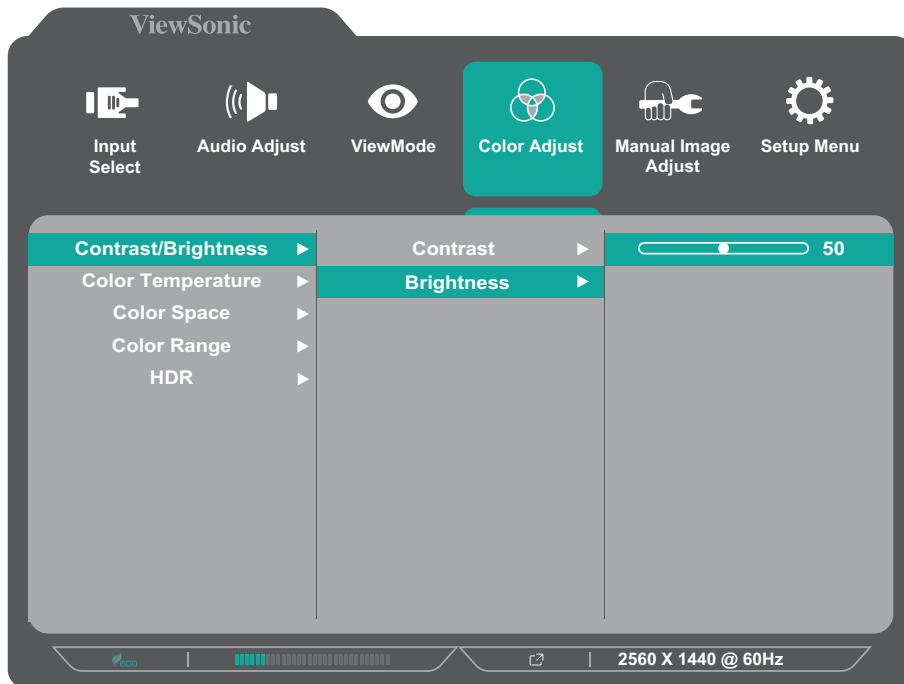 ViewSonic
Input
Select
Audio Adjust
ViewMode
Color Adjust
Manual Image
Adjust
Setup Menu
Contrast/Brightness
Color Temperature
Color Space
Color Range
HDR
Contrast
Brightness
50
eco
2560 X 1440 @ 60Hz